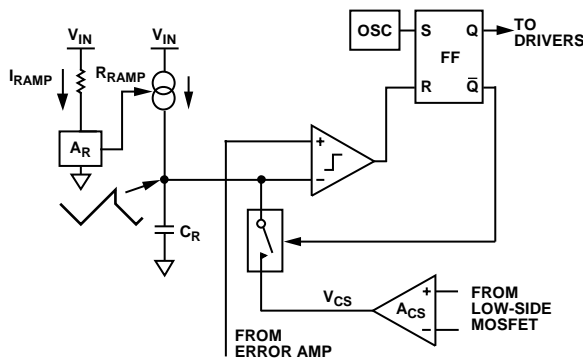 V_IN
V_IN
I_RAMP
R_RAMP
A_R
C_R
OSC
S
Q
FF
R
Q̅
TO
DRIVERS
+
–
V_CS
A_CS
+
–
FROM
LOW-SIDE
MOSFET
FROM
ERROR AMP